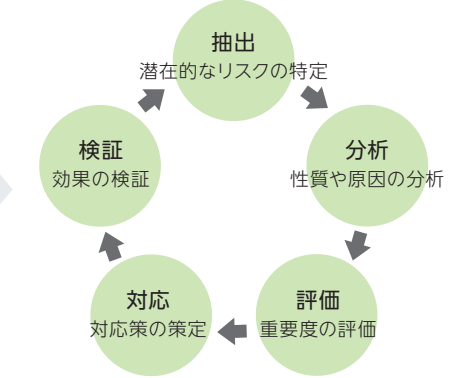 抽出
潜在的なリスクの特定
分析
性質や原因の分析
評価
重要度の評価
対応
対応策の策定
検証
効果の検証